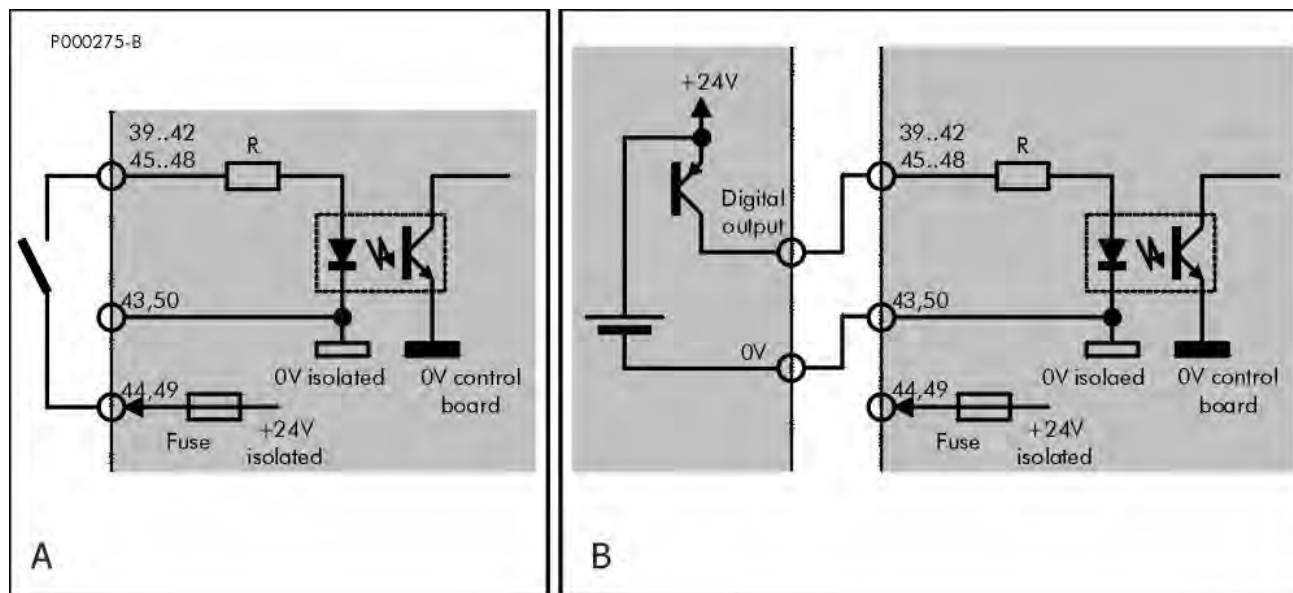 P000275-B
39..42
45..48
R
43,50
0V isolated
0V control
board
44,49
Fuse
+24V
isolated
A
+24V
Digital
output
0V
39..42
45..48
R
43,50
0V isolaed
0V control
board
44,49
Fuse
+24V
isolated
B